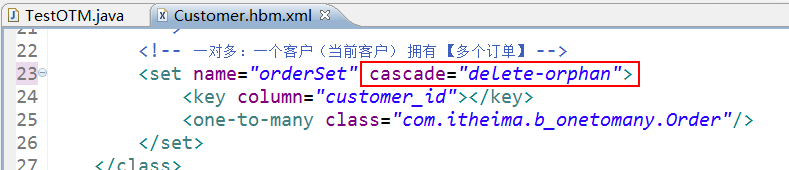 TestOTM.java
Customer.hbm.xml
22 <!-- 一对多：一个客户（当前客户） 拥有 【多个订单】 -->
23 <set name="orderSet" cascade="delete-orphan">
24 <key column="customer_id"></key>
25 <one-to-many class="com.itheima.b_onetomany.Order"/>
26 </set>
27 </class>